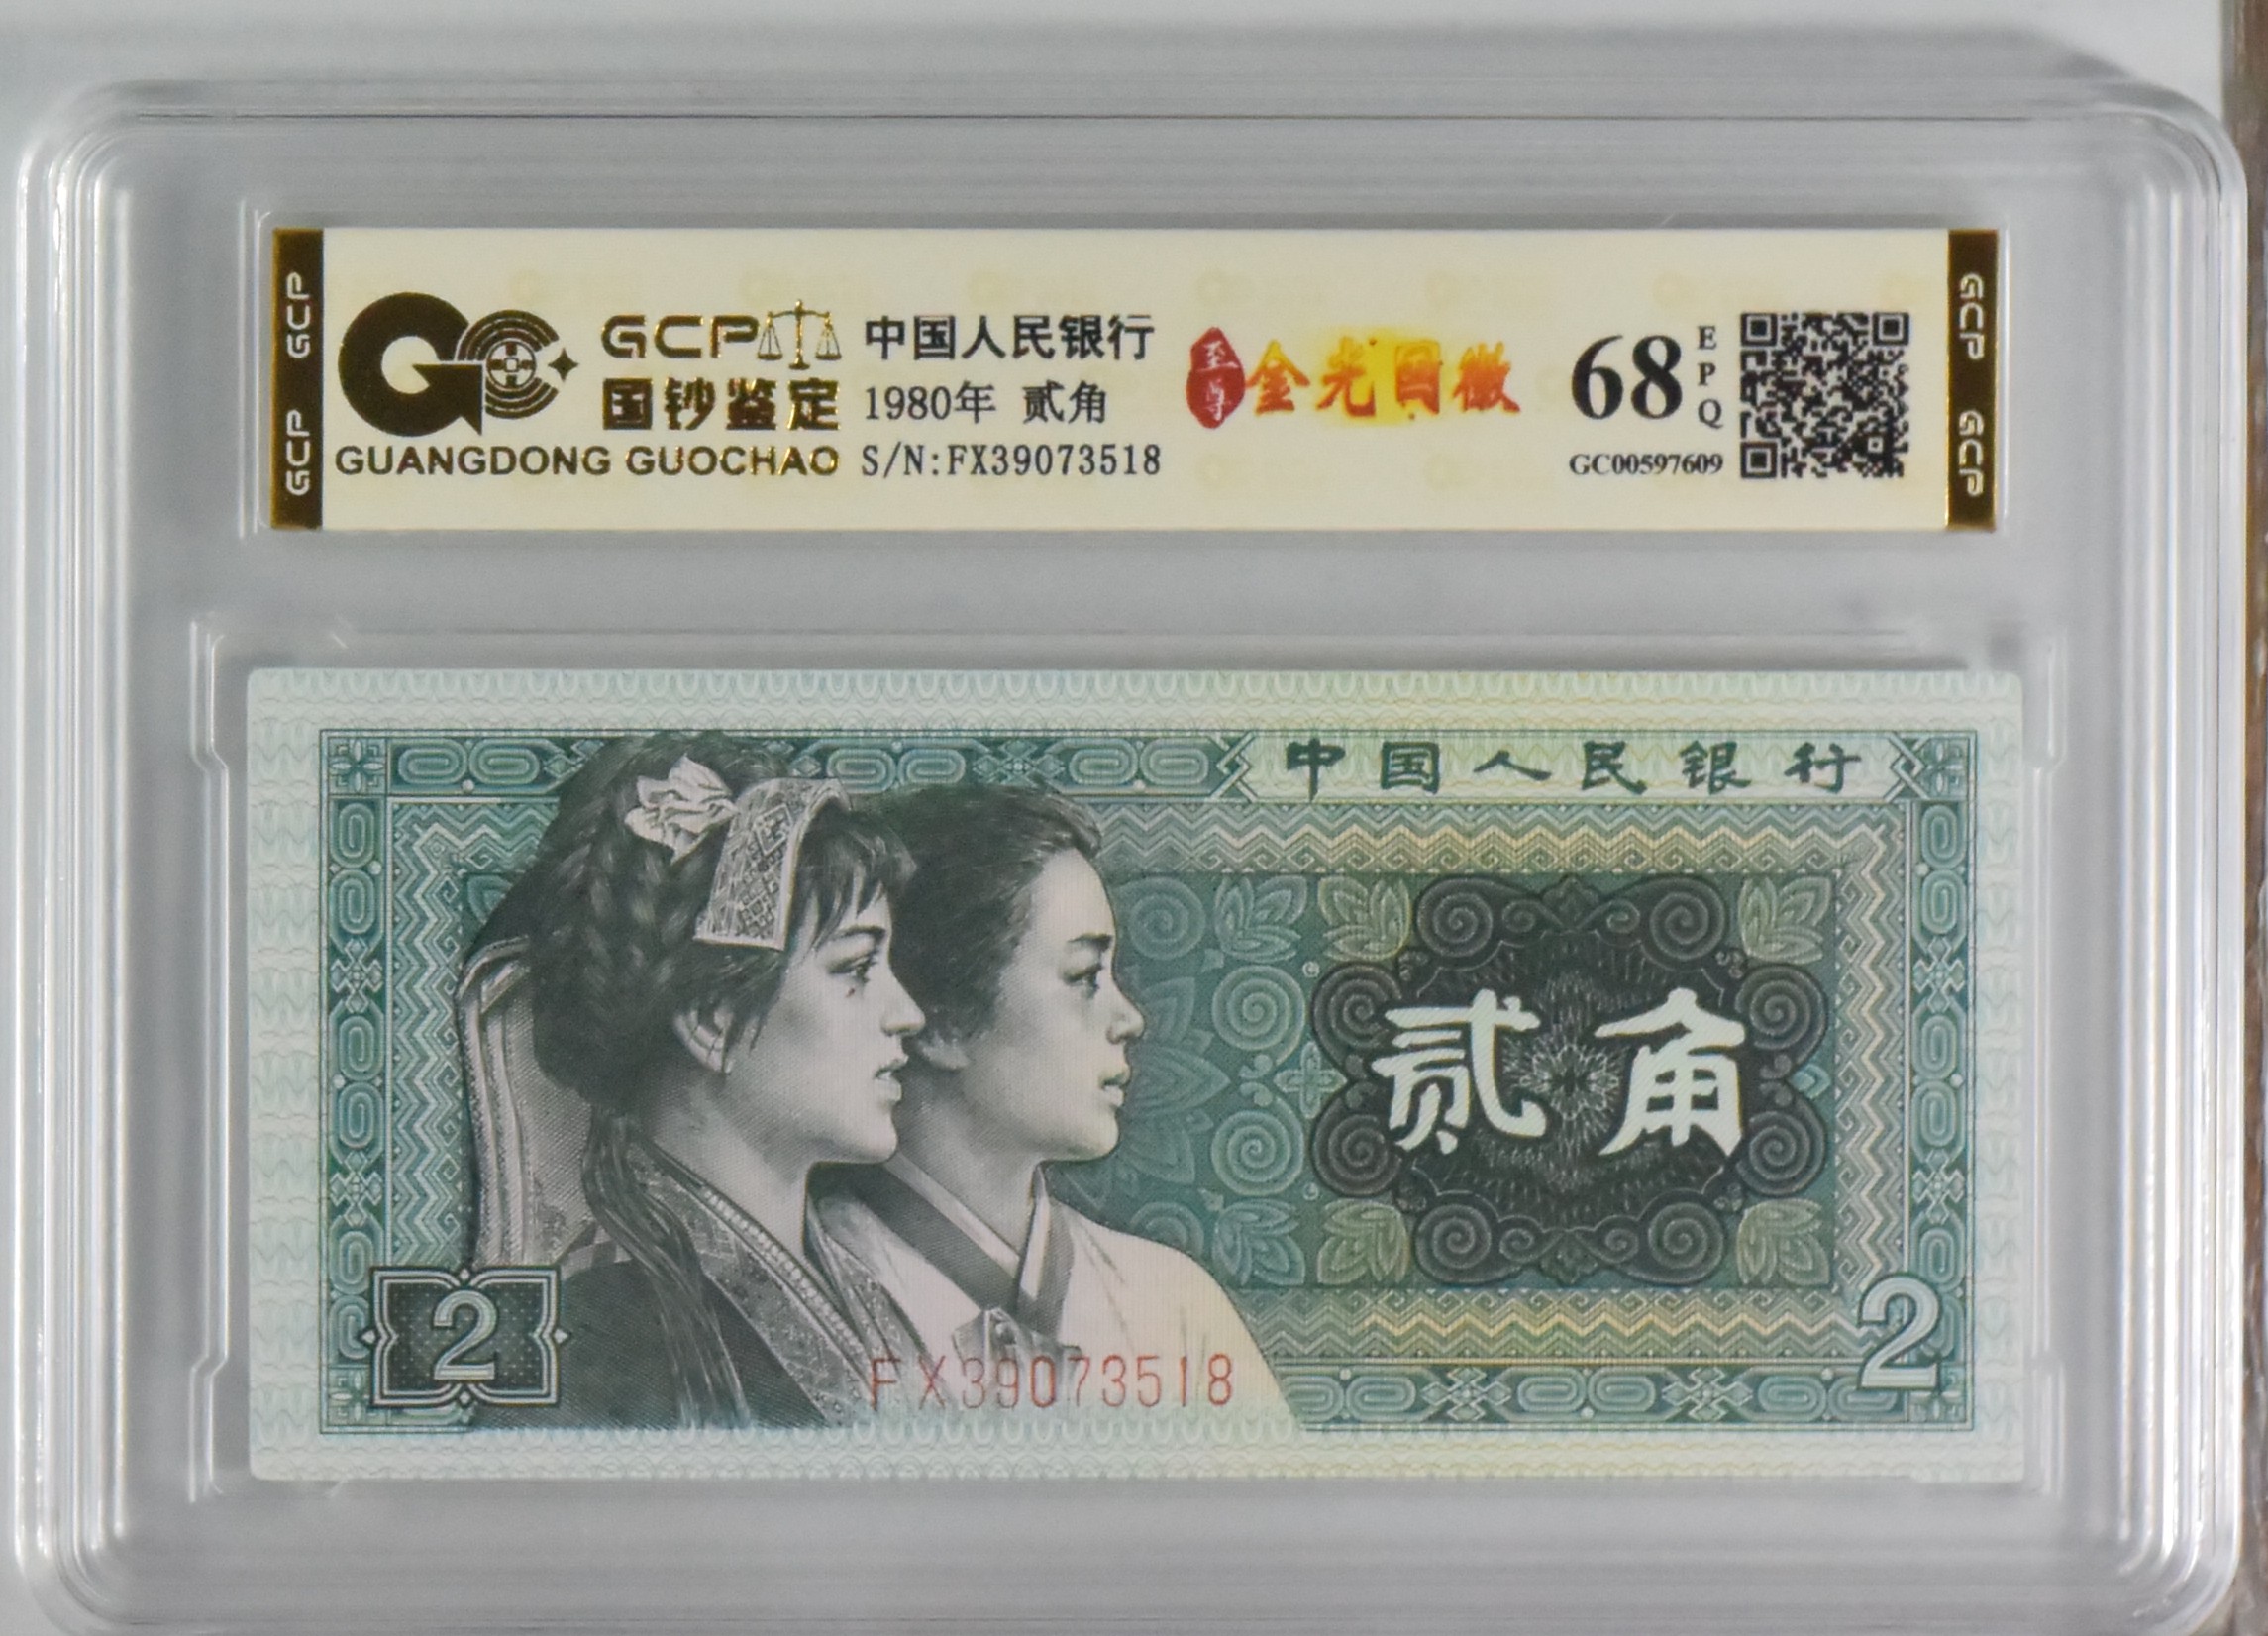 GCP GCP
GCP
国钞鉴定
GUANGDONG GUOCHAO
中国人民银行
1980年 贰角
S/N:FX39073518
至尊
金光国徽
68
EPQ
GC00597609
GCP GCP
中国人民银行
贰角
2
2
FX39073518